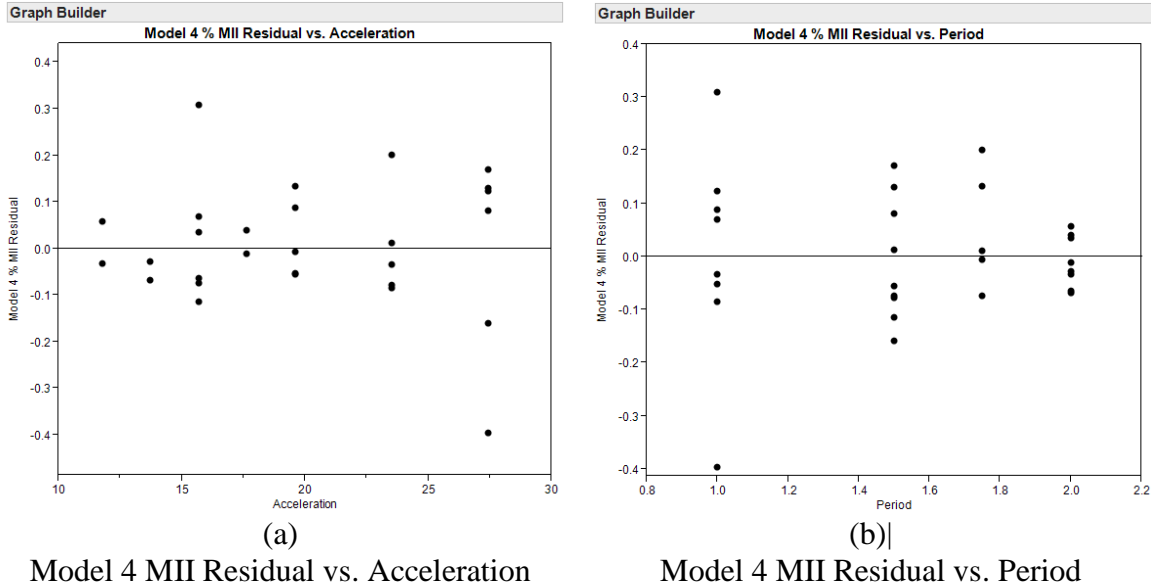 Graph Builder
Model 4 % MII Residual vs. Acceleration
Model 4 % MII Residual
0.4
0.3
0.2
0.1
0.0
-0.1
-0.2
-0.3
-0.4
10 15 20 25 30
Acceleration
(a)
Model 4 MII Residual vs. Acceleration
Graph Builder
Model 4 % MII Residual vs. Period
Model 4 % MII Residual
0.4
0.3
0.2
0.1
0.0
-0.1
-0.2
-0.3
-0.4
0.8 1.0 1.2 1.4 1.6 1.8 2.0 2.2
Period
(b)|
Model 4 MII Residual vs. Period